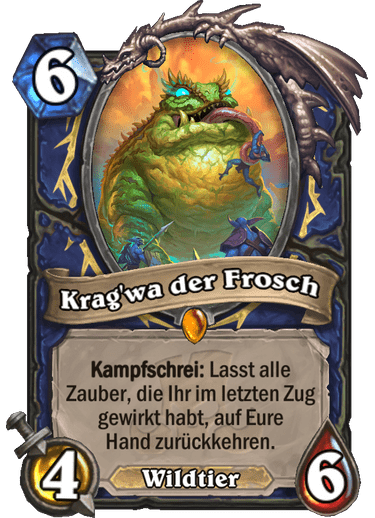 6
Krag'wa der Frosch
Kampfschrei: Lasst alle
Zauber, die Ihr im letzten Zug
gewirkt habt, auf Eure
Hand zurückkehren.
4
Wildtier
6